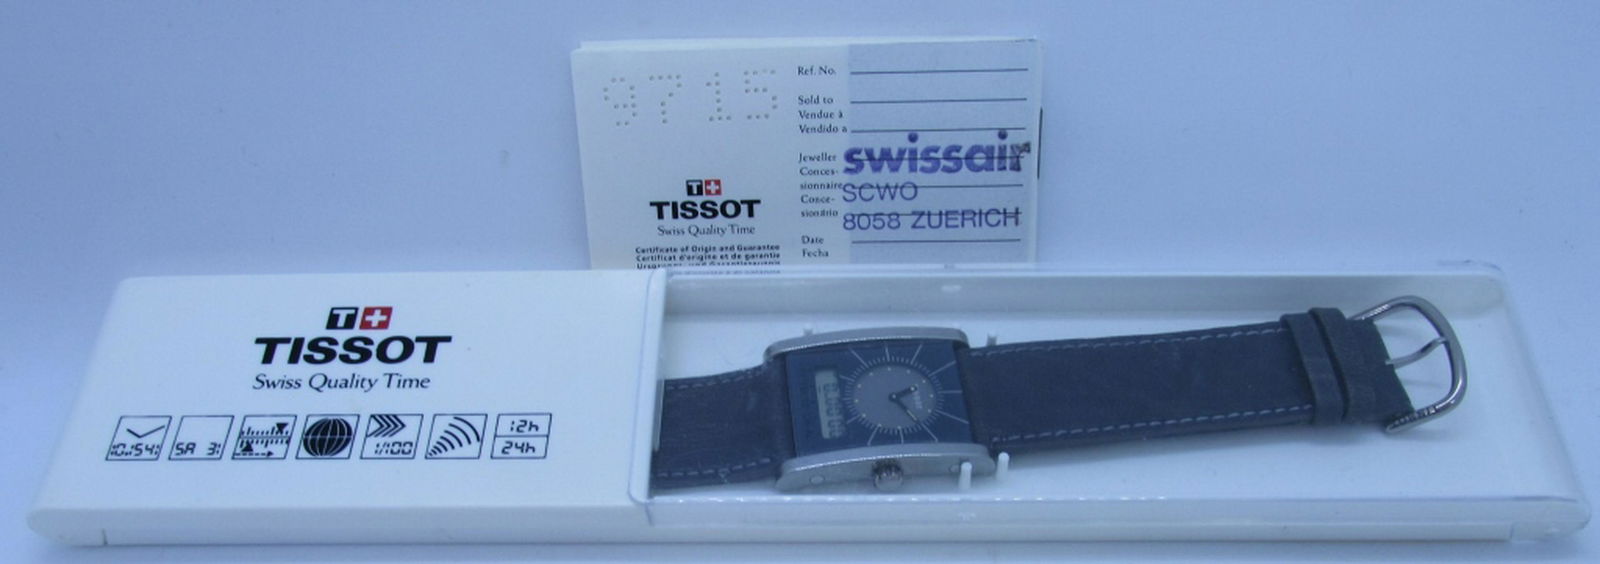 9715
T+
TISSOT
Swiss Quality Time
Certificate of Origin and Guarantee
Certificat d'origine et de garantie
Ref. No.
Sold to
Vendue à
Vendido a
Jeweller
Conces-
sionnaire
Conce-
sionario
Date
Fecha
swissair
SCWO
8058 ZUERICH
T+
TISSOT
Swiss Quality Time
10:54
SA 31
1/100
12h
24h